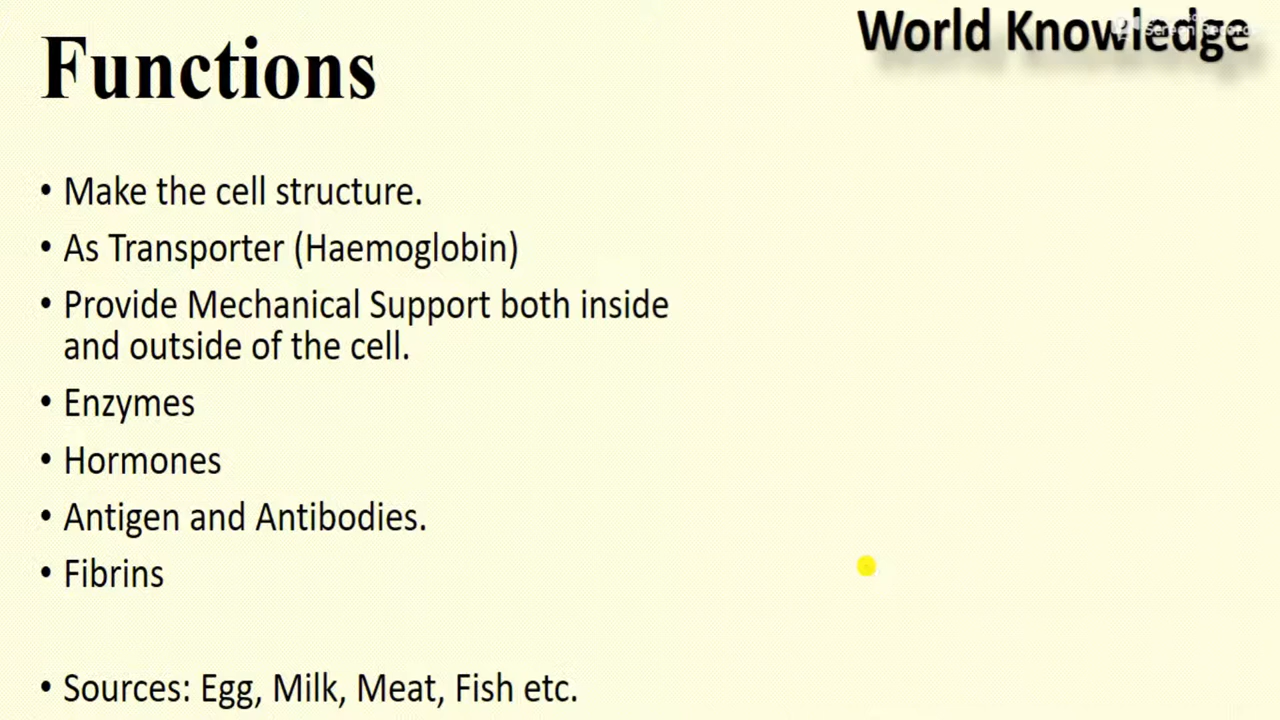 World Knowledge
Functions
• Make the cell structure.
• As Transporter (Haemoglobin)
• Provide Mechanical Support both inside
and outside of the cell.
• Enzymes
• Hormones
• Antigen and Antibodies.
• Fibrins
• Sources: Egg, Milk, Meat, Fish etc.